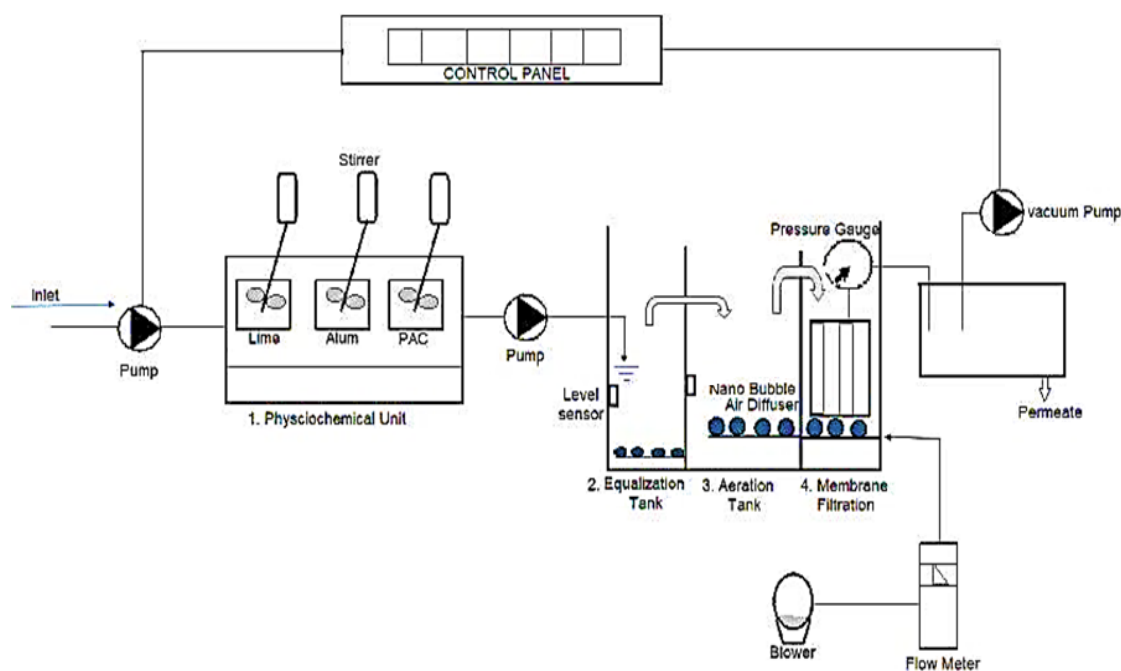 CONTROL PANEL
Stirrer
vacuum Pump
Pressure Gauge
Inlet
Lime
Alum
PAC
Pump
Pump
Level
sensor
Nano Bubble
Air Diffuser
Permeate
1. Physciochemical Unit
2. Equalization
Tank
3. Aeration
Tank
4. Membrane
Filtration
Blower
Flow Meter